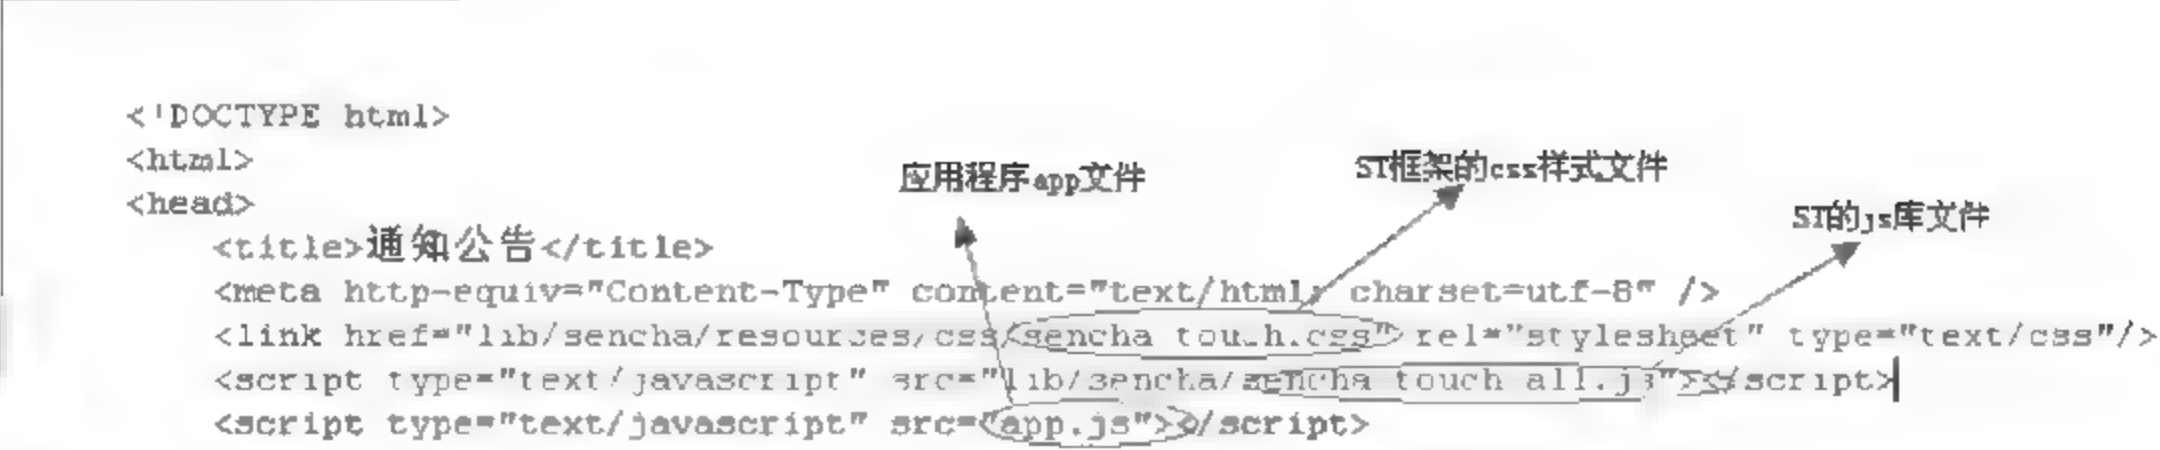 <!DOCTYPE html>
<html>
<head>
应用程序app文件
ST框架的css样式文件
ST的js库文件
<title>通知公告</title>
<meta http-equiv="Content-Type" content="text/html; charset=utf-8" />
<link href="lib/sencha/resources/css/sencha touch.css" rel="stylesheet" type="text/css"/>
<script type="text/javascript" src="lib/sencha/sencha touch all.js"></script>
<script type="text/javascript" src="app.js"></script>